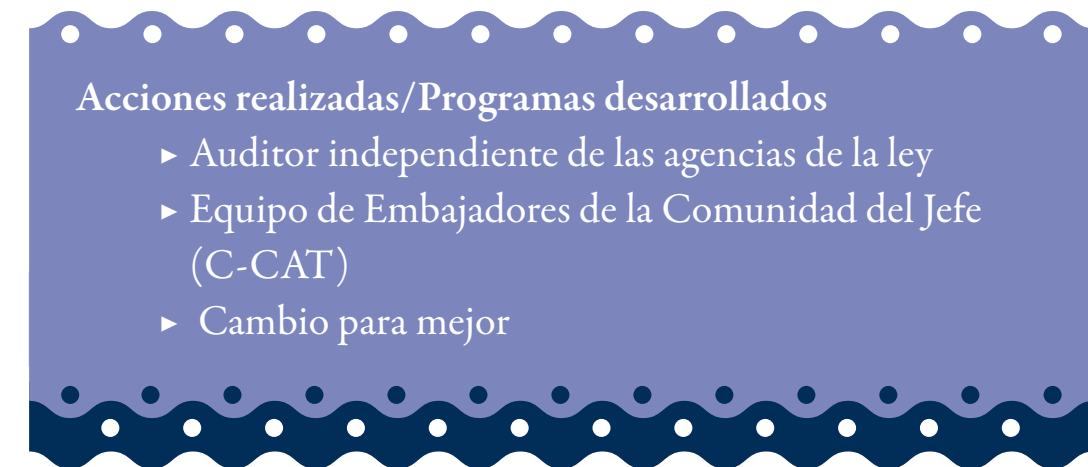 Acciones realizadas/Programas desarrollados
▸ Auditor independiente de las agencias de la ley
▸ Equipo de Embajadores de la Comunidad del Jefe
(C-CAT)
▸ Cambio para mejor